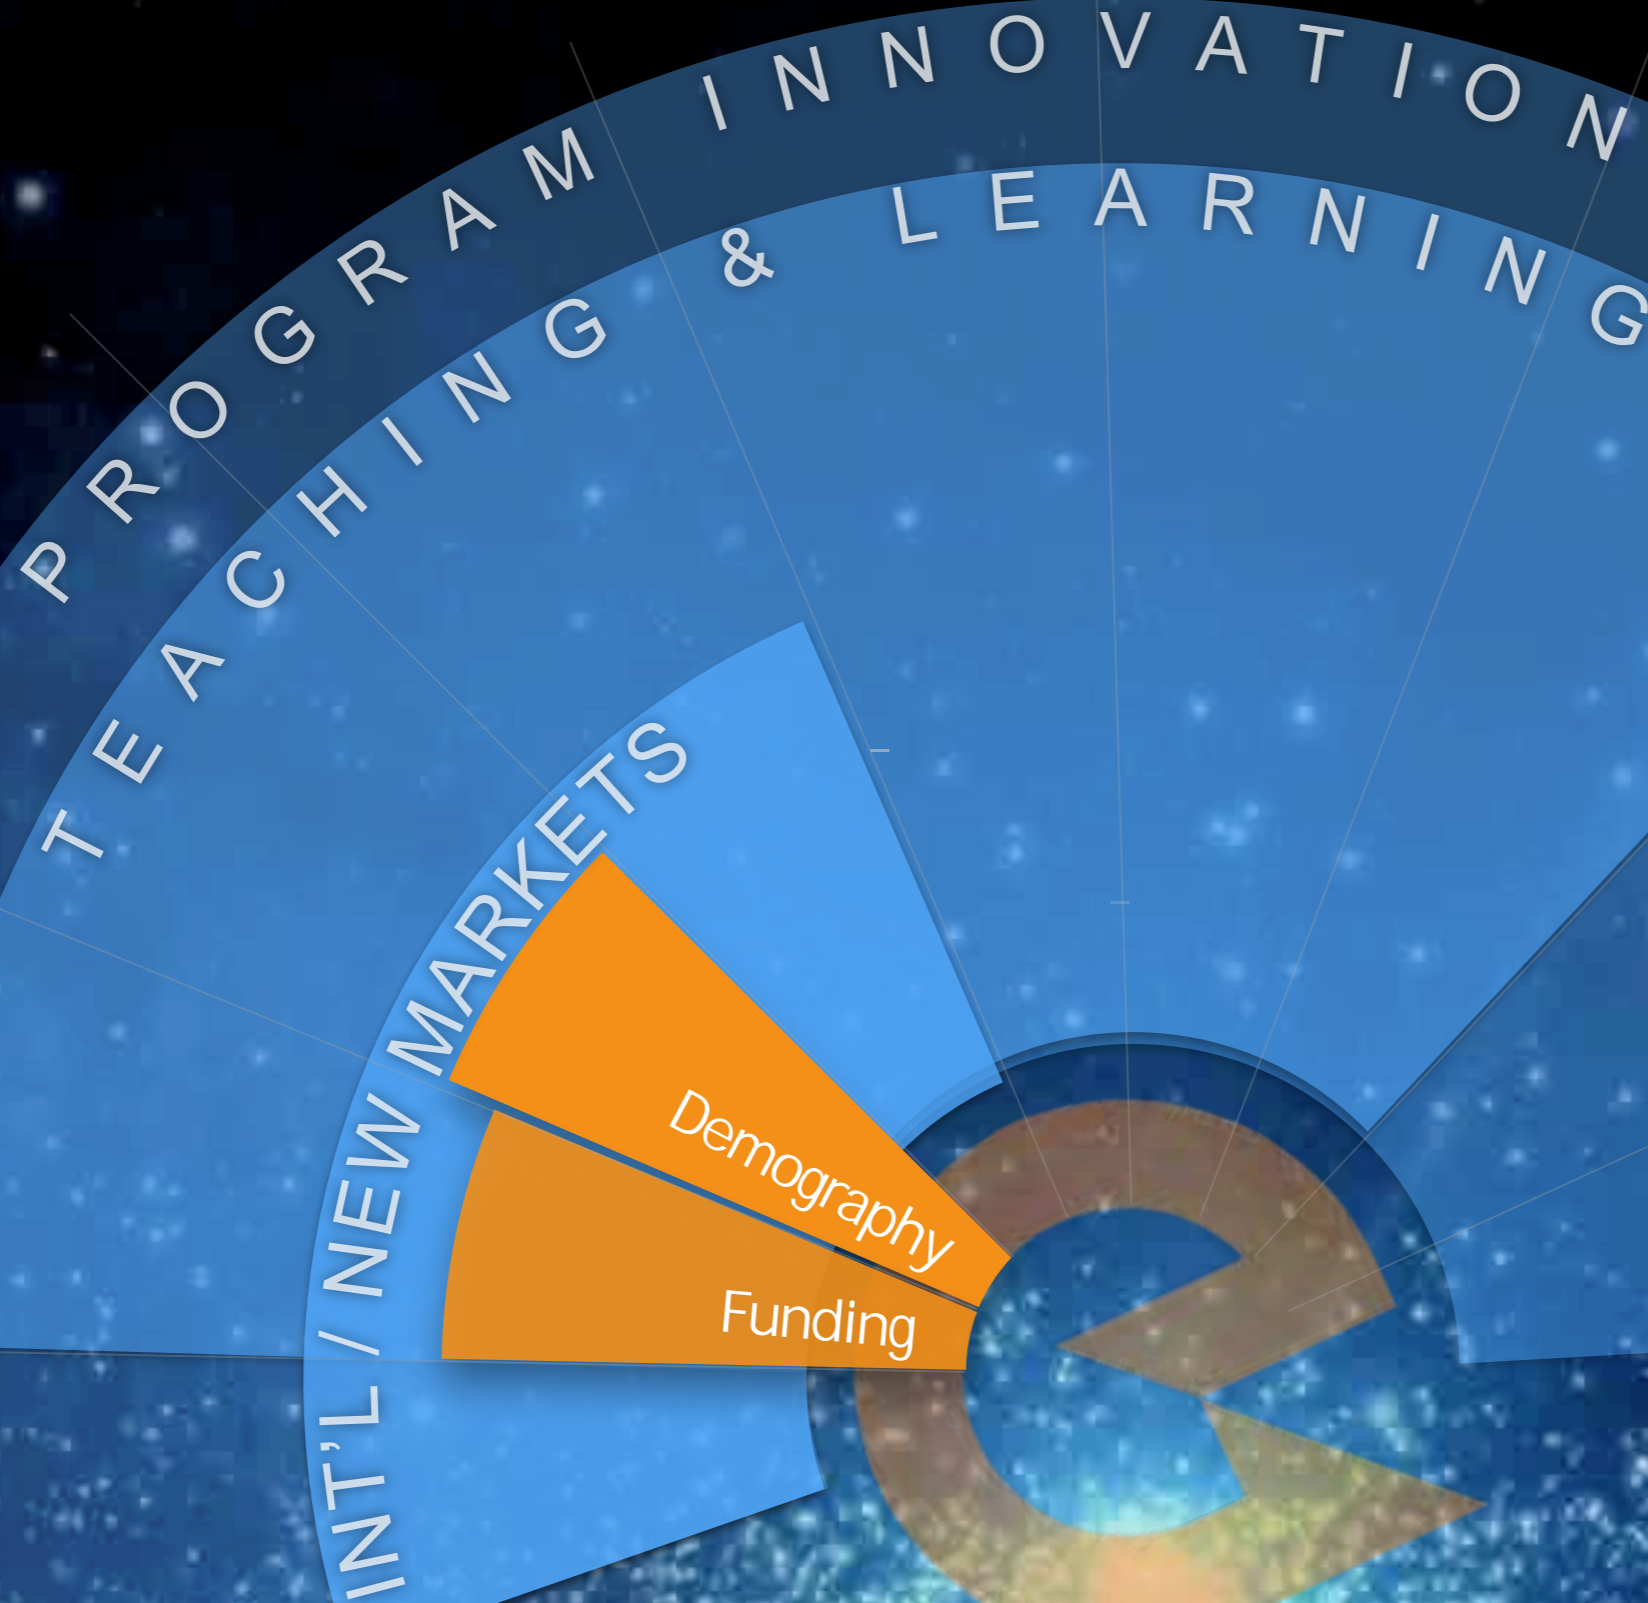 PROGRAM INNOVATION
TEACHING & LEARNING
INT'L / NEW MARKETS
Demography
Funding